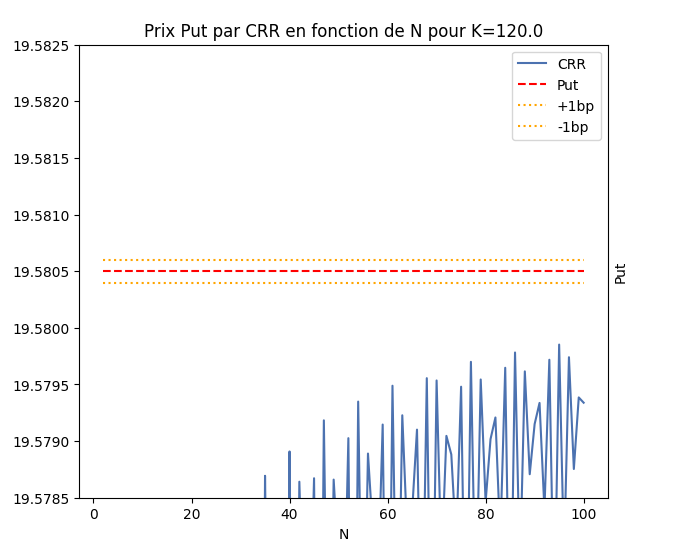 Prix Put par CRR en fonction de N pour K=120.0
19.5825
19.5820
19.5815
19.5810
19.5805
19.5800
19.5795
19.5790
19.5785
CRR
Put
+1bp
-1bp
Put
0
20
40
60
80
100
N